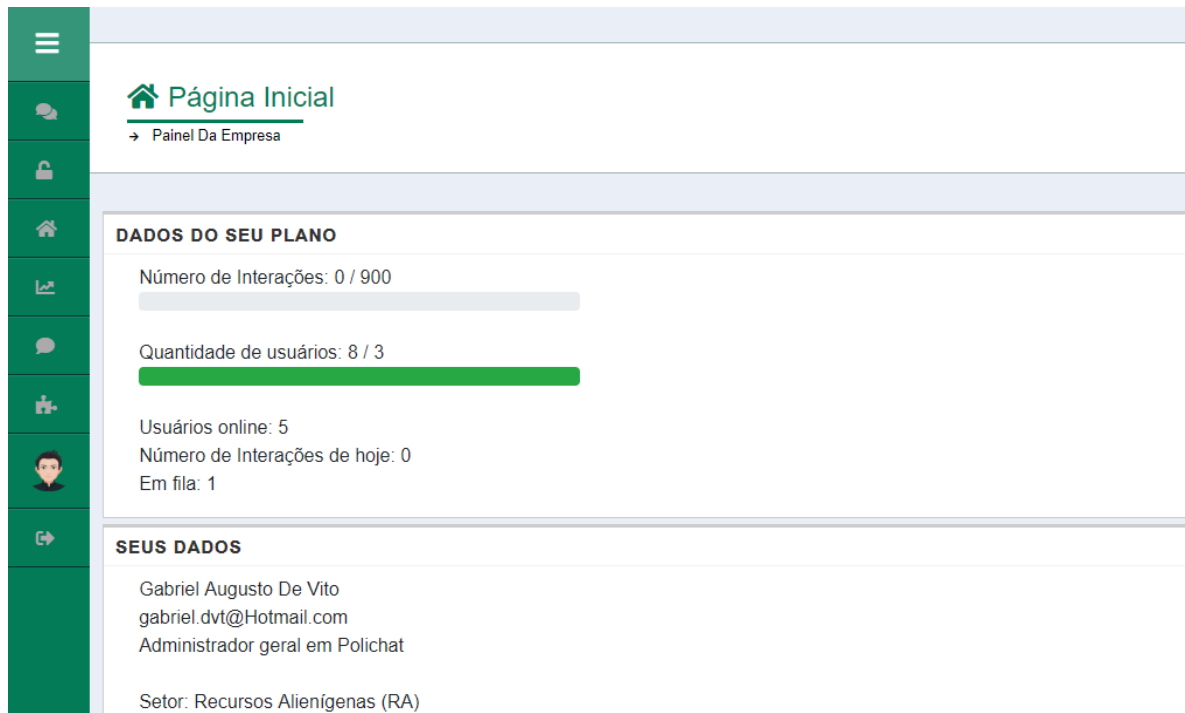 Página Inicial
→ Painel Da Empresa
DADOS DO SEU PLANO
Número de Interações: 0 / 900
Quantidade de usuários: 8 / 3
Usuários online: 5
Número de Interações de hoje: 0
Em fila: 1
SEUS DADOS
Gabriel Augusto De Vito
gabriel.dvt@Hotmail.com
Administrador geral em Polichat
Setor: Recursos Alienígenas (RA)